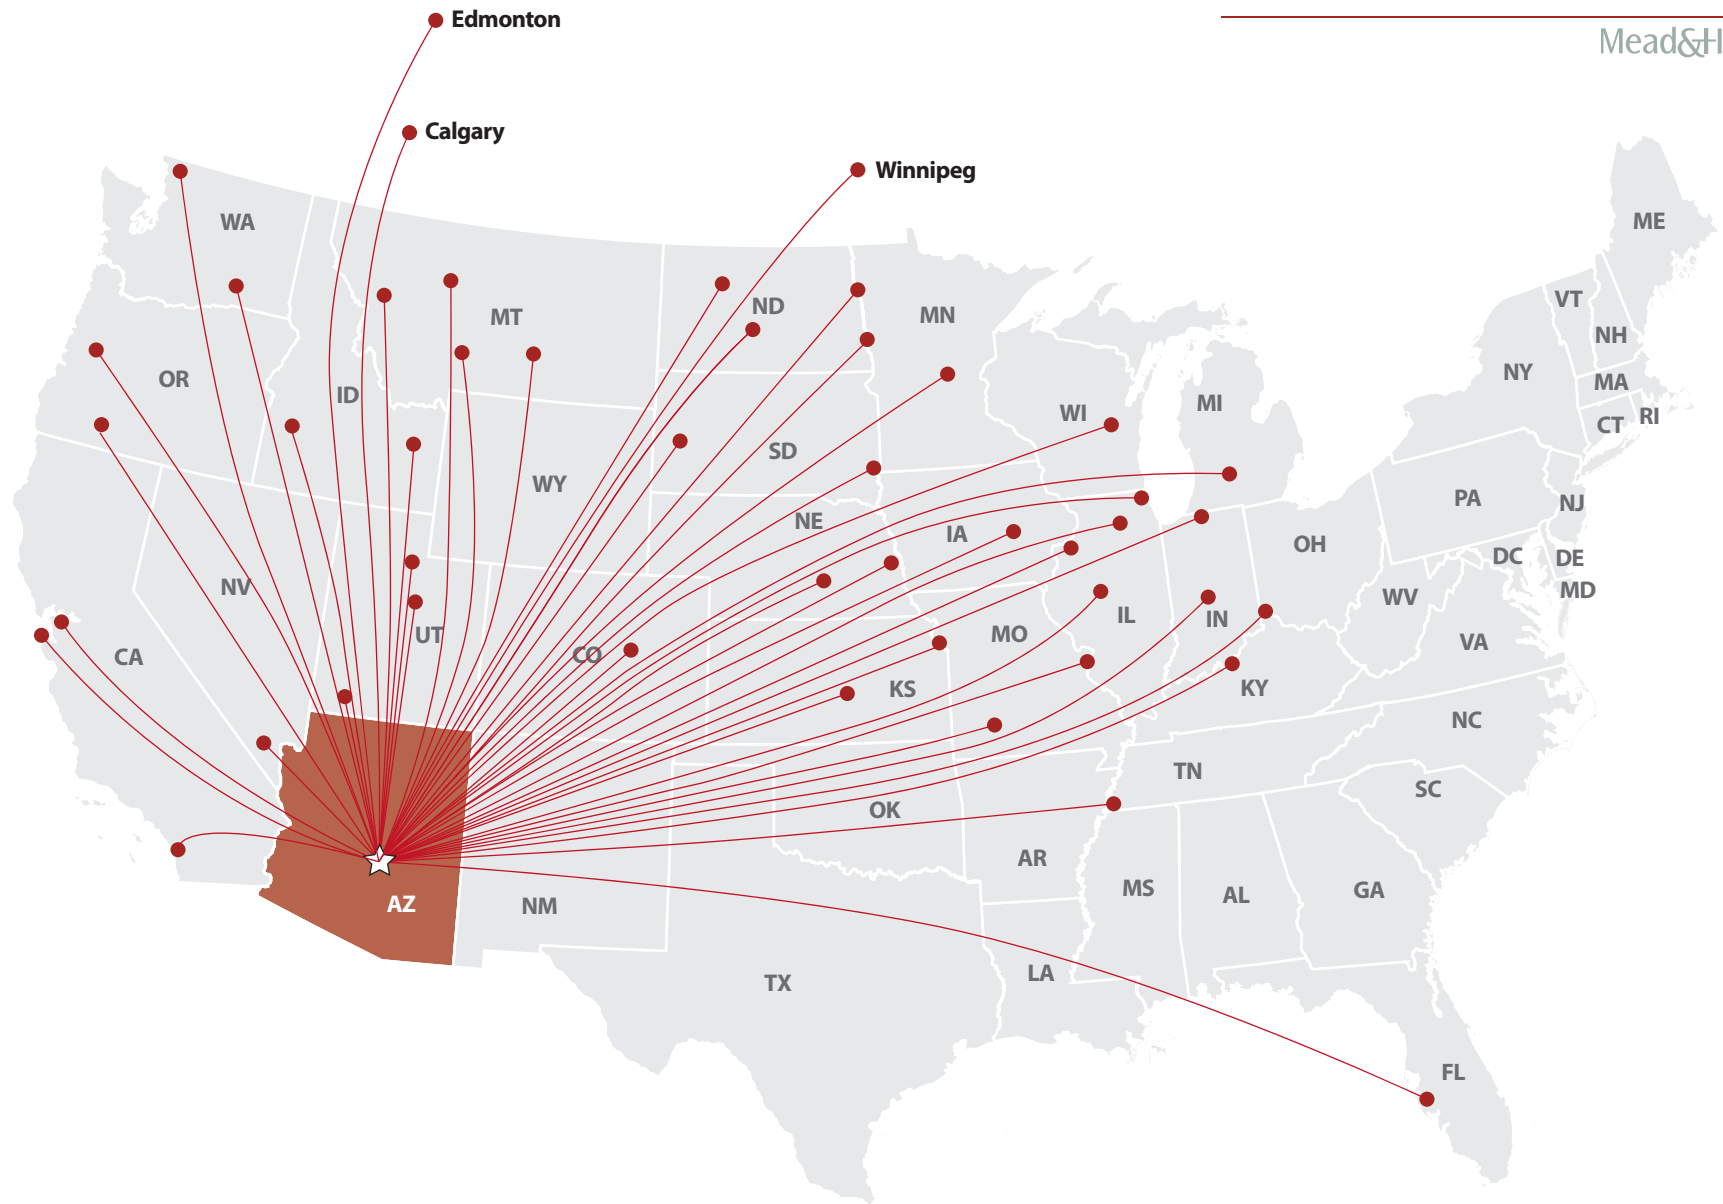 Edmonton
Mead&H
Calgary
Winnipeg
WA
ME
MT
ND
MN
VT
NH
OR
ID
NY
MA
WI
MI
CT
RI
SD
WY
PA
NJ
NE
IA
OH
DC
DE
NV
MD
WV
UT
MO
IL
IN
VA
CA
CO
KS
KY
NC
TN
SC
OK
AR
MS
AL
GA
AZ
NM
LA
TX
FL